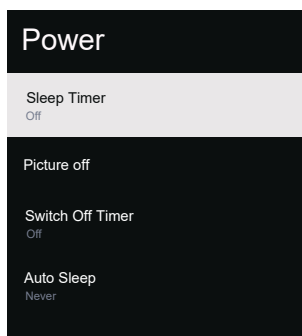 Power
Sleep Timer
Off
Picture off
Switch Off Timer
Off
Auto Sleep
Never